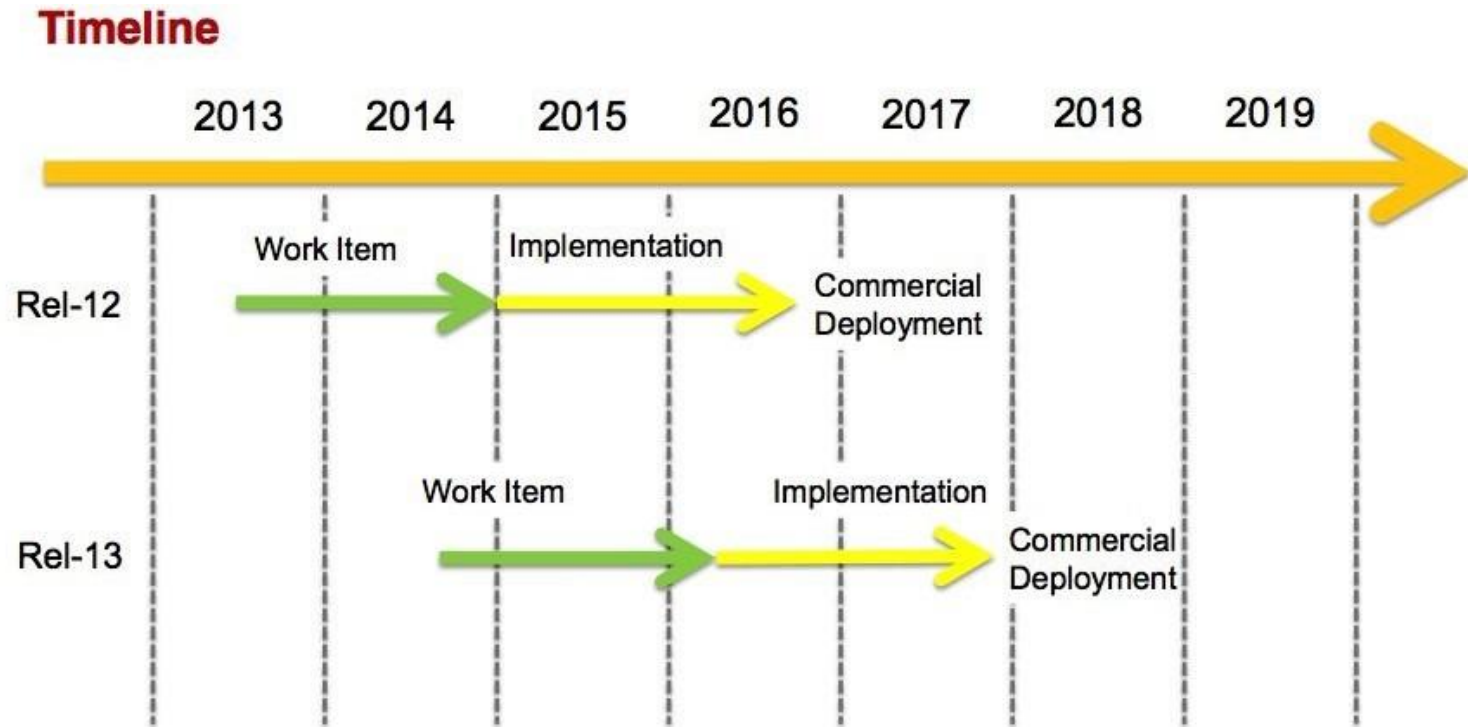 Timeline
2013 2014 2015 2016 2017 2018 2019
Work Item Implementation
Rel-12
Commercial
Deployment
Work Item Implementation
Rel-13
Commercial
Deployment